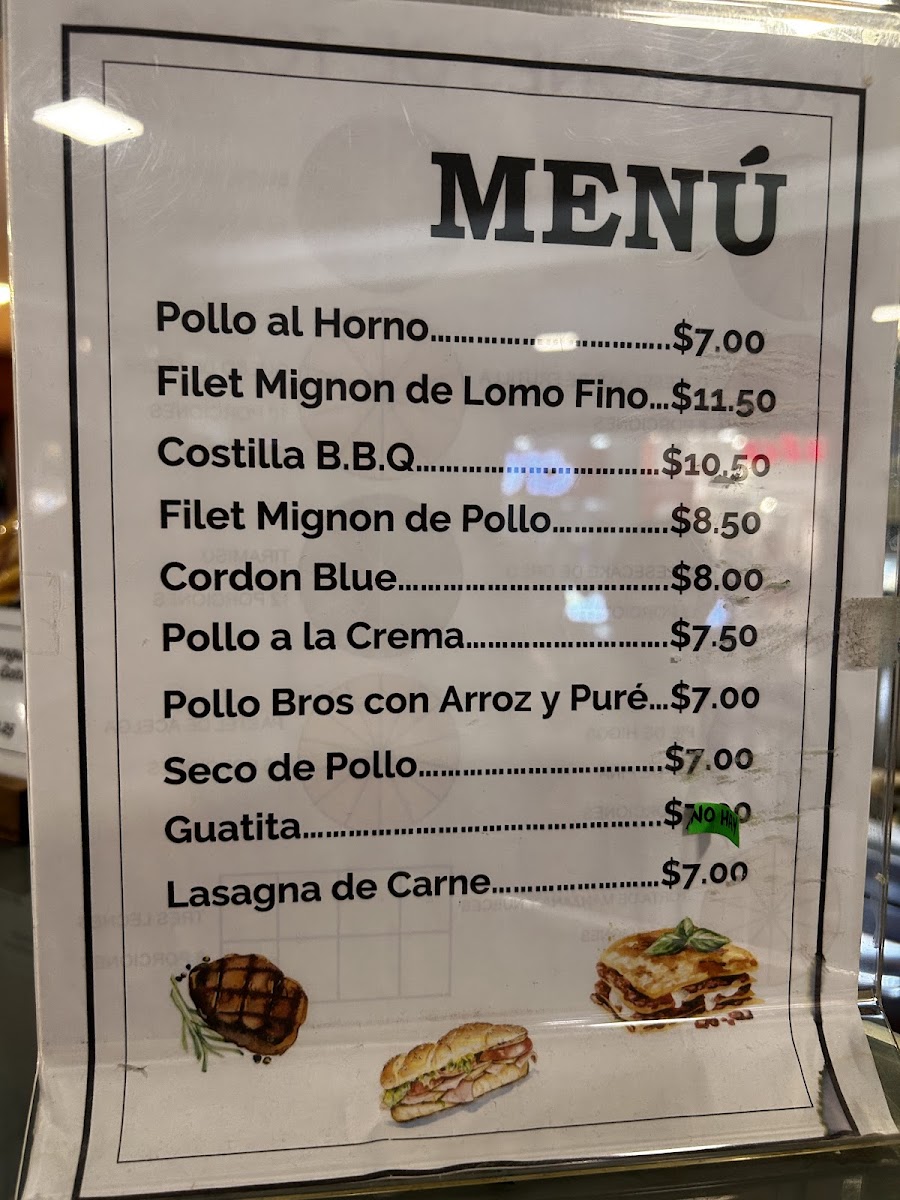 MENÚ
Pollo al Horno.................................$7.00
Filet Mignon de Lomo Fino...$11.50
Costilla B.B.Q.................................$10.50
Filet Mignon de Pollo................$8.50
Cordon Blue.....................................$8.00
Pollo a la Crema...........................$7.50
Pollo Bros con Arroz y Puré...$7.00
Seco de Pollo.................................$7.00
Guatita................................................$
NO HAY
Lasagna de Carne.......................$7.00